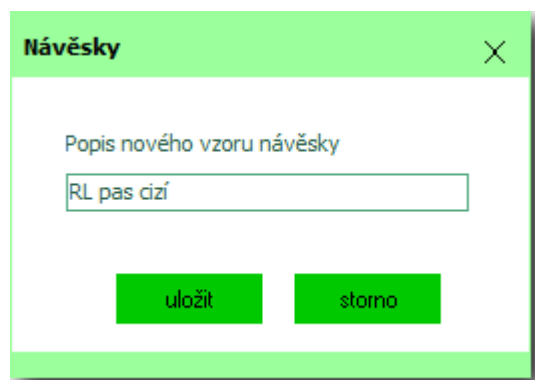 Návěsky
Popis nového vzoru návěsky
RL pas cizí
uložit
storno